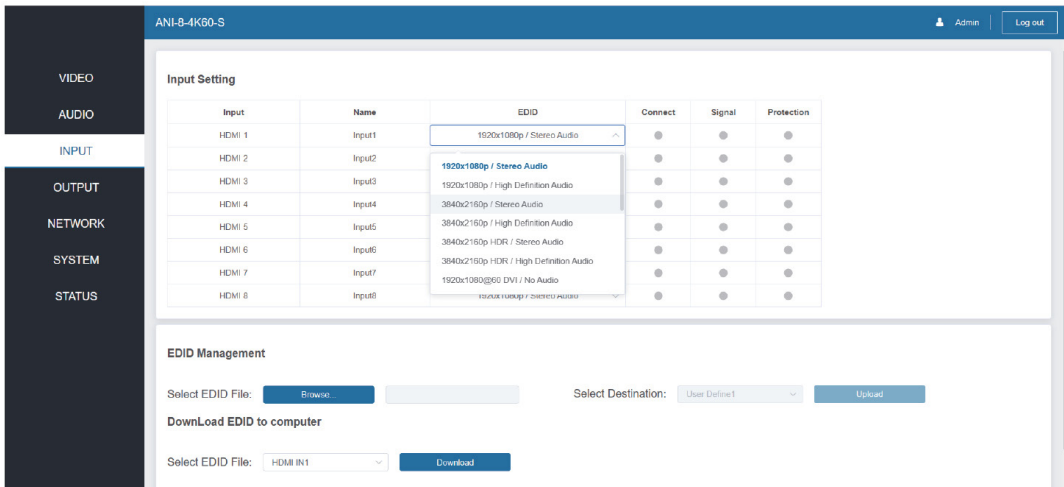 ANI-8-4K60-S
Admin
Log out
VIDEO
AUDIO
INPUT
OUTPUT
NETWORK
SYSTEM
STATUS
Input Setting
Input Name EDID Connect Signal Protection
HDMI 1 Input1 1920x1080p / Stereo Audio
HDMI 2 Input2
HDMI 3 Input3
HDMI 4 Input4
HDMI 5 Input5
HDMI 6 Input6
HDMI 7 Input7
HDMI 8 Input8 1920x1080p / Stereo Audio
1920x1080p / Stereo Audio
1920x1080p / High Definition Audio
3840x2160p / Stereo Audio
3840x2160p / High Definition Audio
3840x2160p HDR / Stereo Audio
3840x2160p HDR / High Definition Audio
1920x1080@60 DVI / No Audio
EDID Management
Select EDID File: Browse... Select Destination: User Define1 Upload
DownLoad EDID to computer
Select EDID File: HDMI IN1 Download